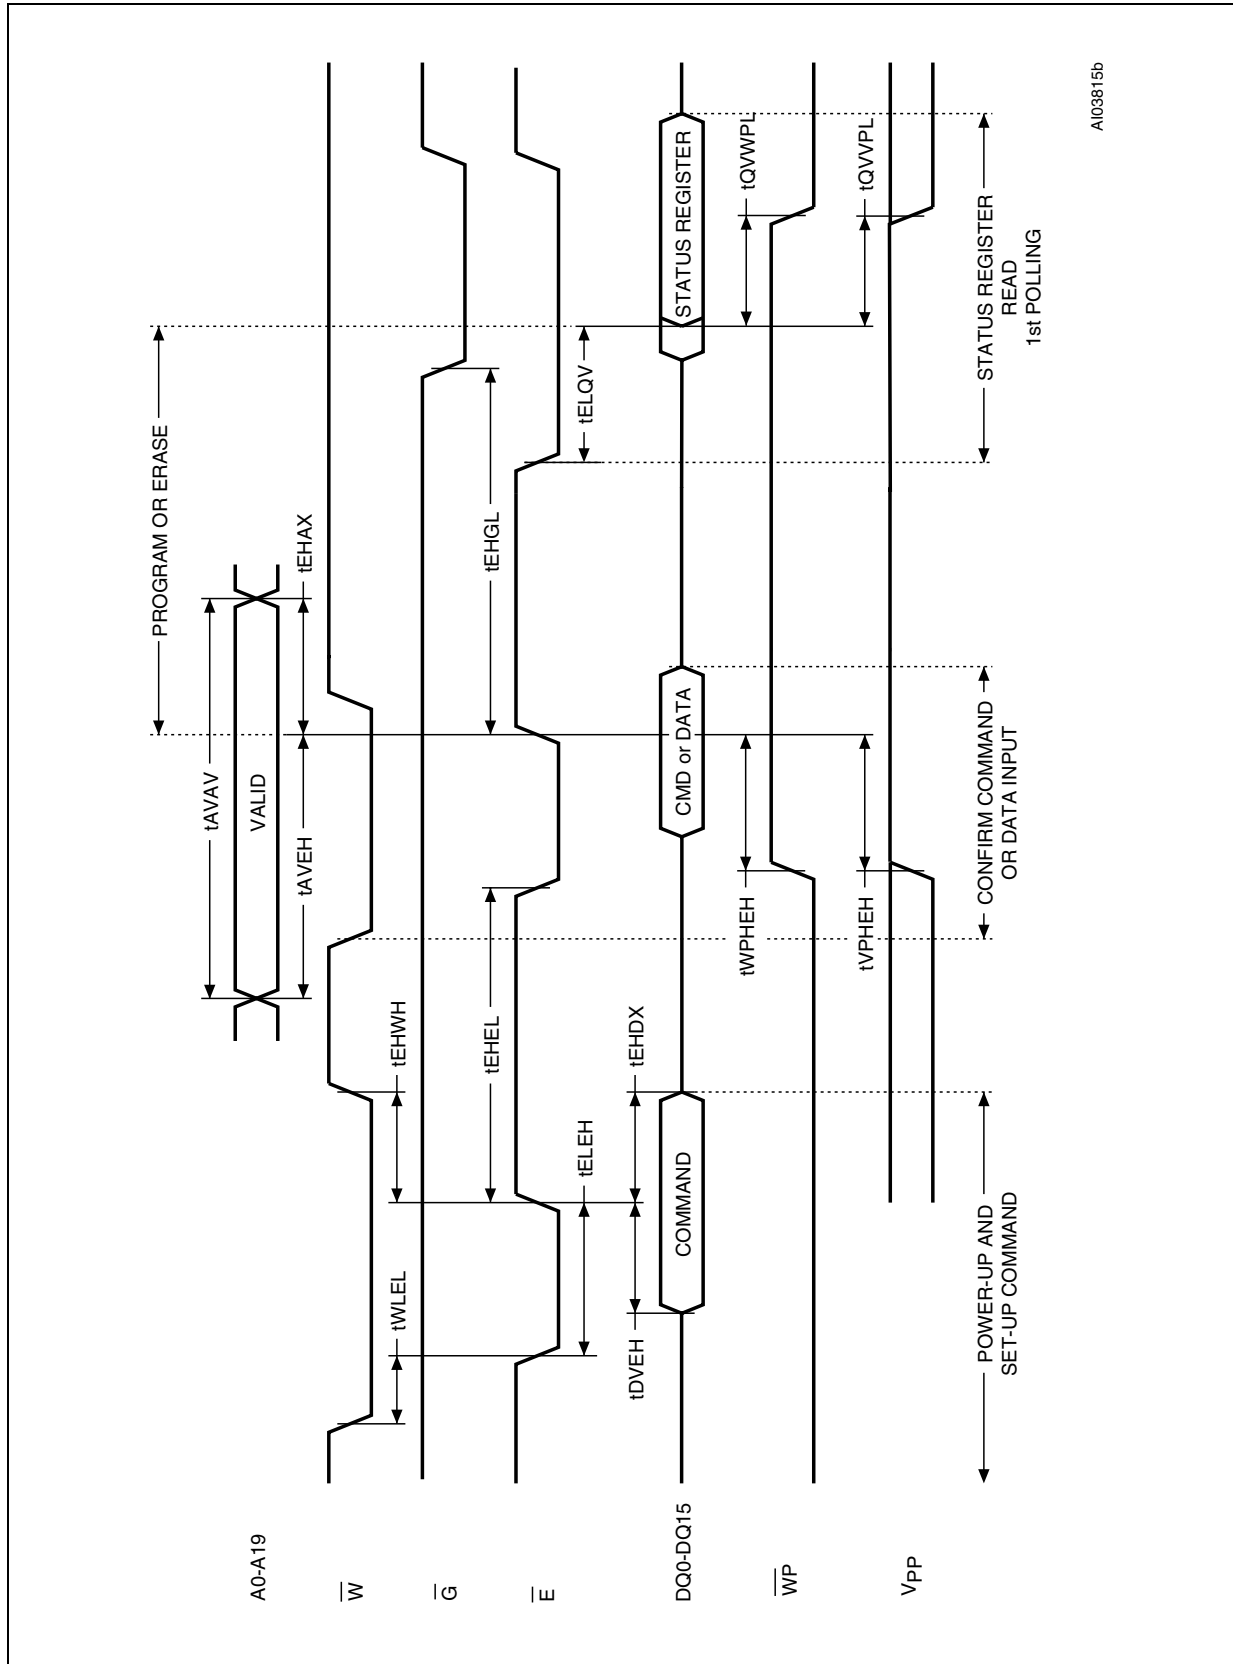 PROGRAM OR ERASE
A0-A19
tAVAV
VALID
tAVEH
tEHAX
W
tWLEL
tEHWH
G
tEHEL
tEHGL
E
tELEH
tELQV
DQ0-DQ15
tDVEH
tEHDX
COMMAND
CMD or DATA
STATUS REGISTER
WP
tWPHEH
tQVWPL
VPP
tVPHEH
tQVVPL
POWER-UP AND
SET-UP COMMAND
CONFIRM COMMAND
OR DATA INPUT
STATUS REGISTER
READ
1st POLLING
AI03815b